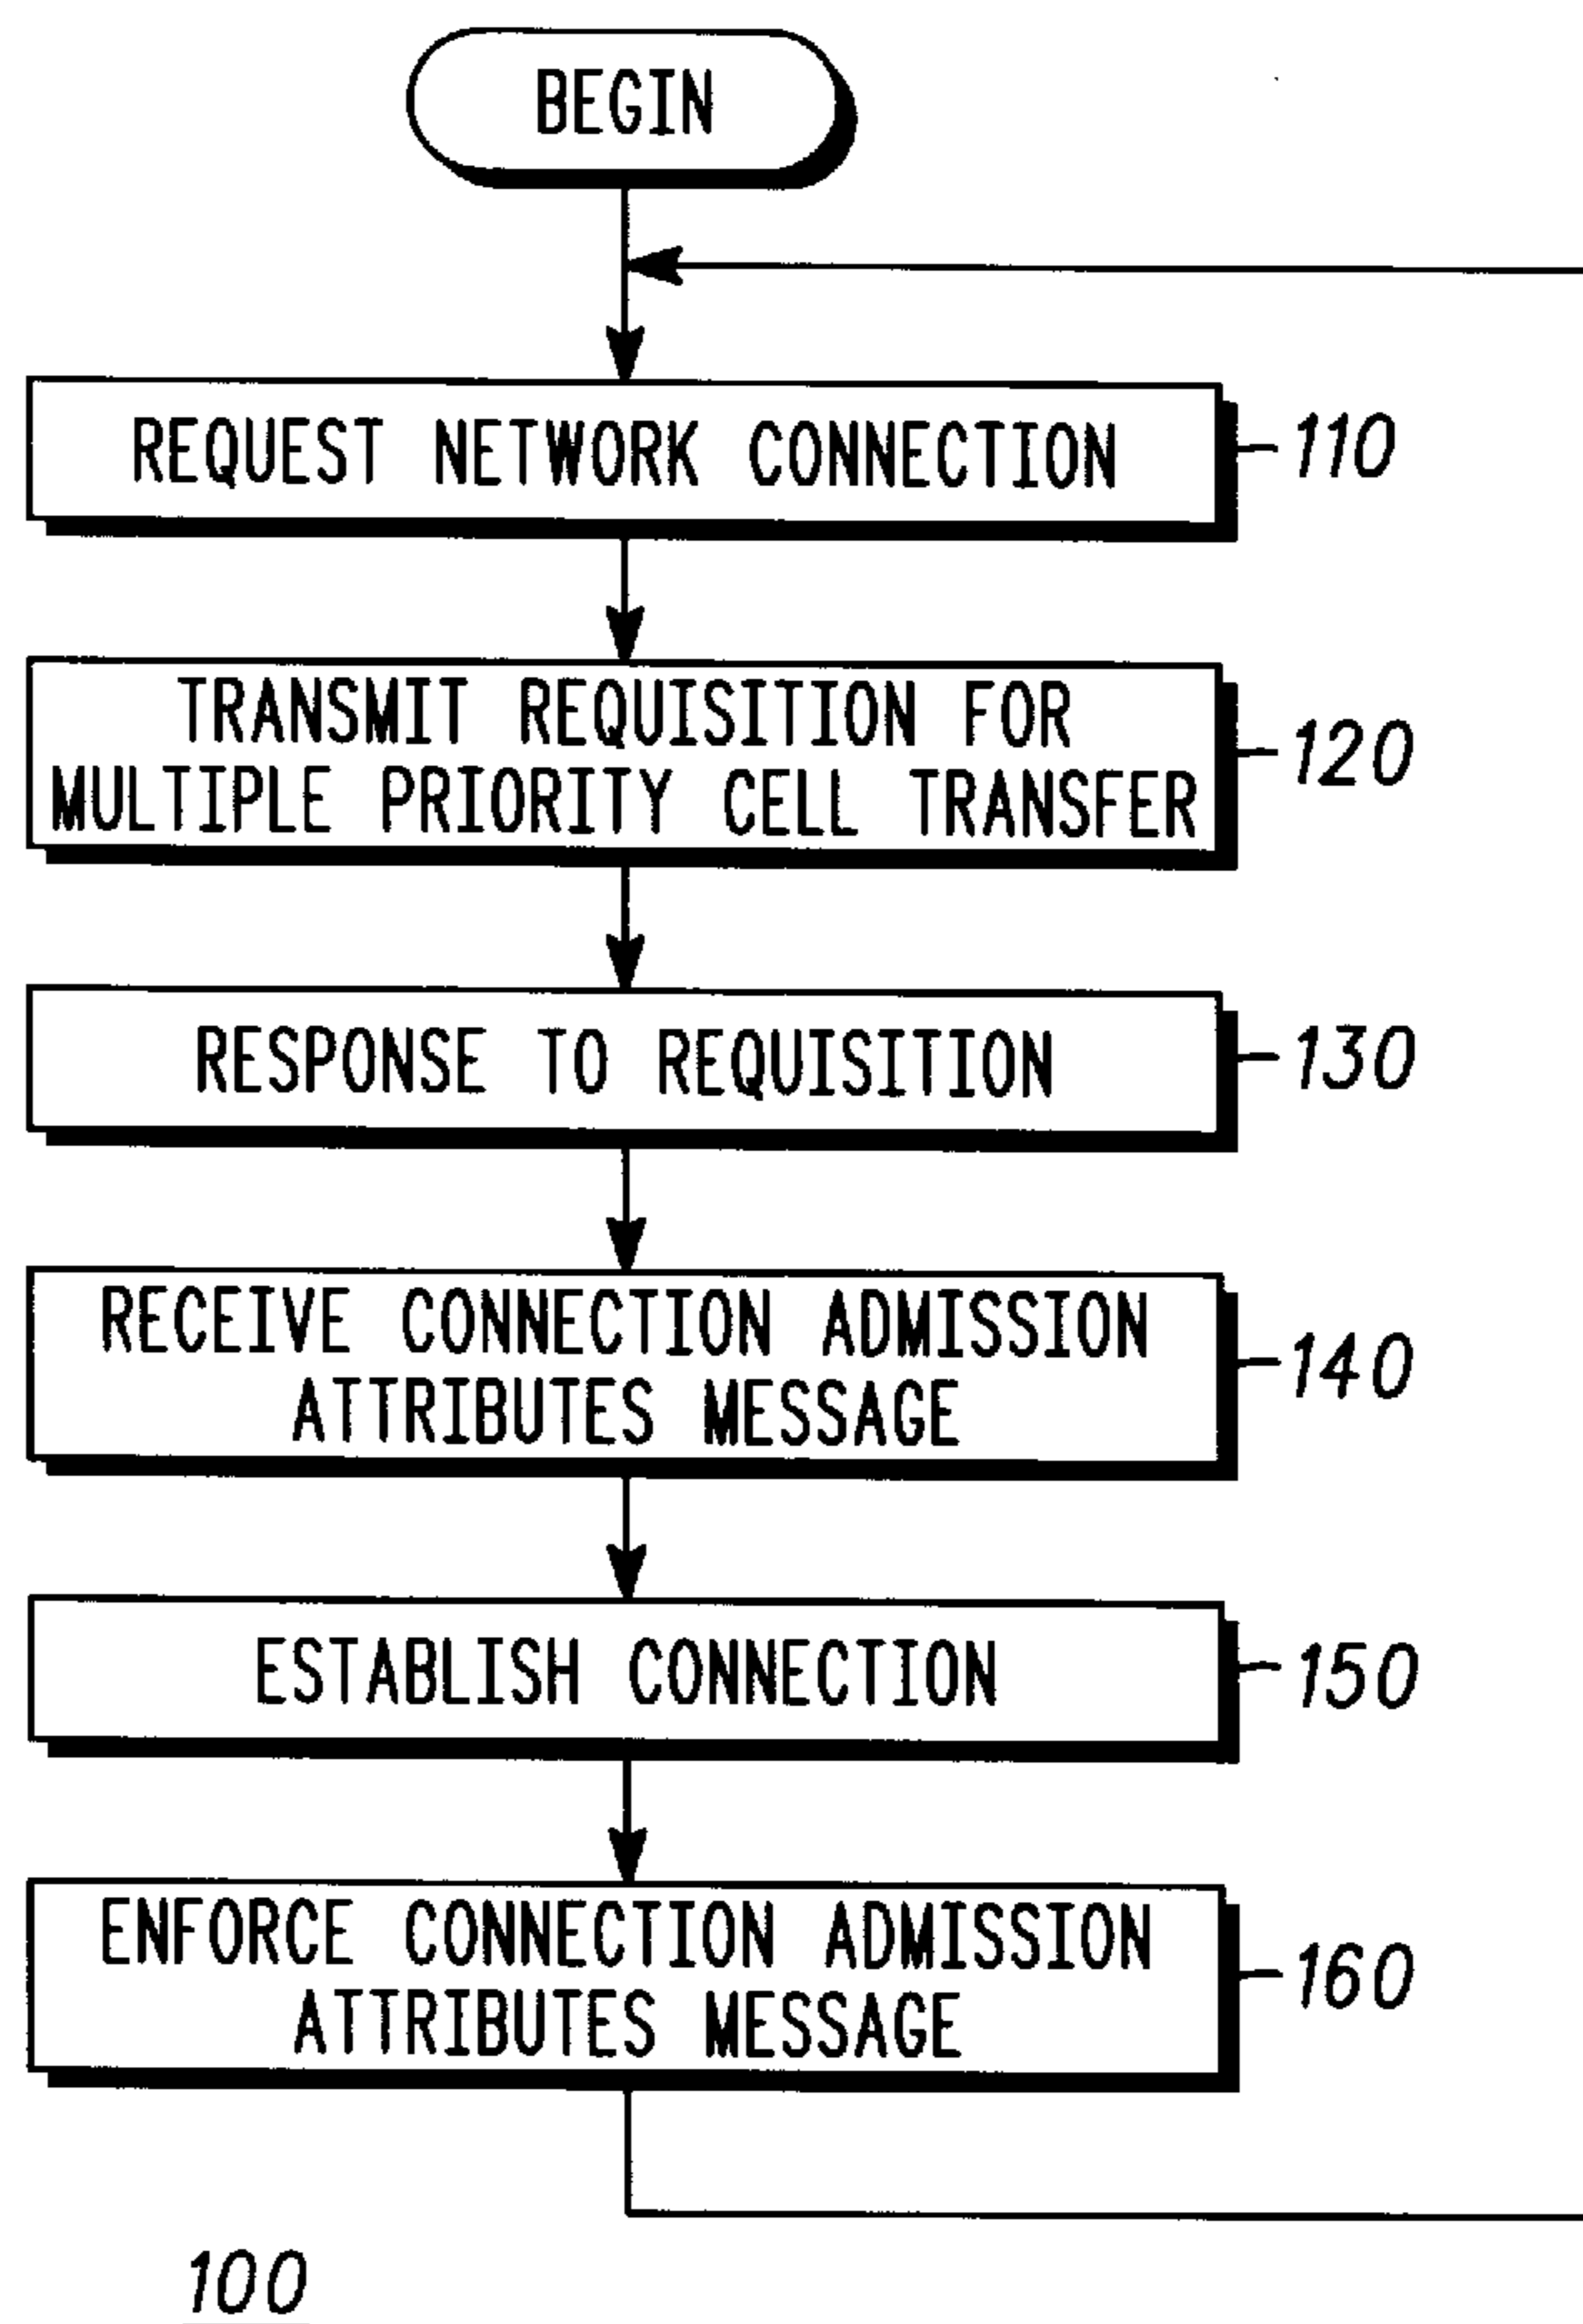 BEGIN
REQUEST NETWORK CONNECTION
110
TRANSMIT REQUISITION FOR
MULTIPLE PRIORITY CELL TRANSFER
120
RESPONSE TO REQUISITION
130
RECEIVE CONNECTION ADMISSION
ATTRIBUTES MESSAGE
140
ESTABLISH CONNECTION
150
ENFORCE CONNECTION ADMISSION
ATTRIBUTES MESSAGE
160
100